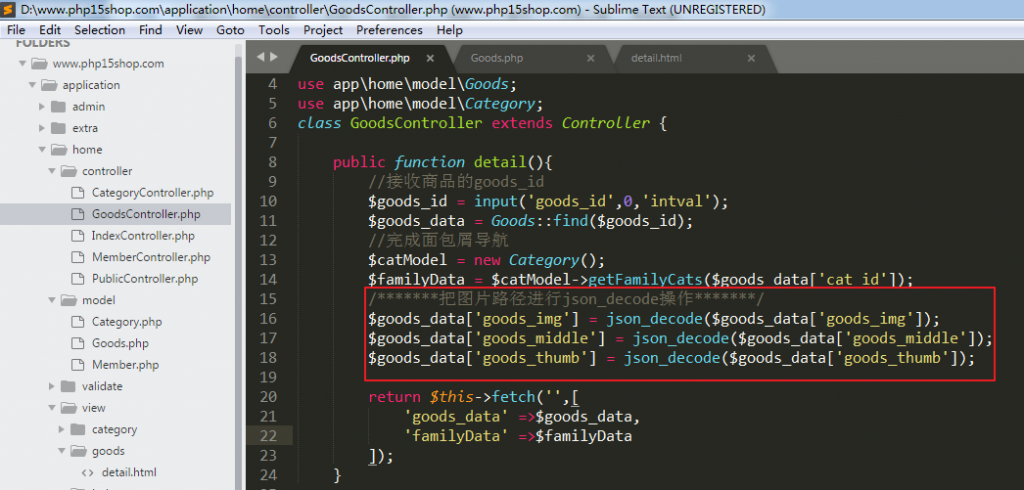 D:\www.php15shop.com\application\home\controller\GoodsController.php (www.php15shop.com) - Sublime Text (UNREGISTERED)
File Edit Selection Find View Goto Tools Project Preferences Help
FOLDERS
www.php15shop.com
application
admin
extra
home
controller
CategoryController.php
GoodsController.php
IndexController.php
MemberController.php
PublicController.php
model
Category.php
Goods.php
Member.php
validate
view
category
goods
detail.html
GoodsController.php
Goods.php
detail.html
4 use app\home\model\Goods;
5 use app\home\model\Category;
6 class GoodsController extends Controller {
7
8 public function detail(){
9 //接收商品的goods_id
10 $goods_id = input('goods_id',0,'intval');
11 $goods_data = Goods::find($goods_id);
12 //完成面包屑导航
13 $catModel = new Category();
14 $familyData = $catModel->getFamilyCats($goods_data['cat_id']);
15 /*******把图片路径进行json_decode操作*******/
16 $goods_data['goods_img'] = json_decode($goods_data['goods_img']);
17 $goods_data['goods_middle'] = json_decode($goods_data['goods_middle']);
18 $goods_data['goods_thumb'] = json_decode($goods_data['goods_thumb']);
19
20 return $this->fetch('',[
21 'goods_data' =>$goods_data,
22 'familyData' =>$familyData
23 ]);
24 }